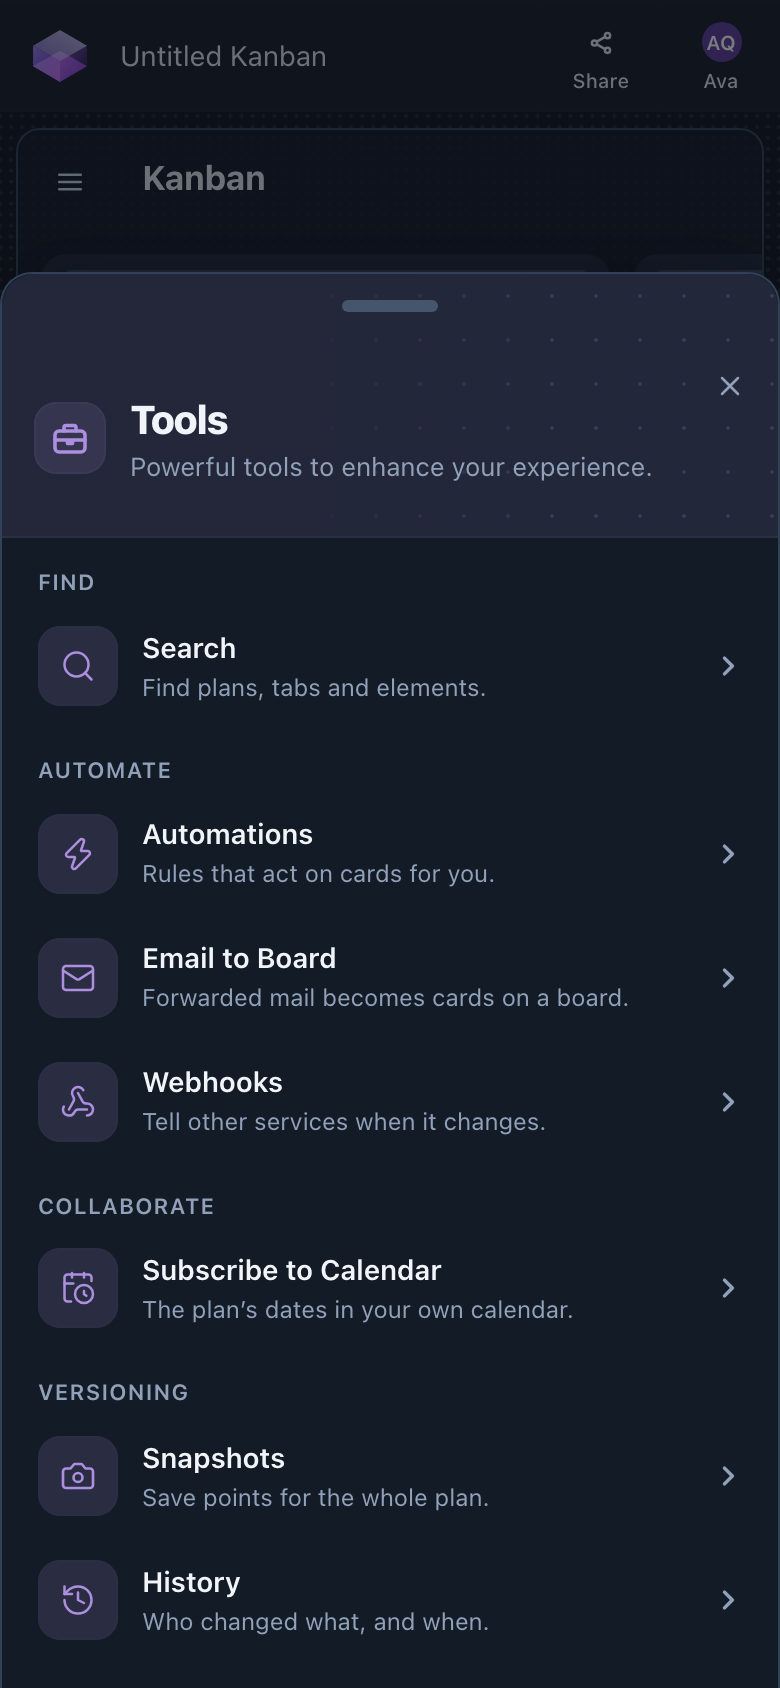 Untitled Kanban
Share
AQ
Ava
Kanban
Tools
Powerful tools to enhance your experience.
FIND
Search
Find plans, tabs and elements.
AUTOMATE
Automations
Rules that act on cards for you.
Email to Board
Forwarded mail becomes cards on a board.
Webhooks
Tell other services when it changes.
COLLABORATE
Subscribe to Calendar
The plan’s dates in your own calendar.
VERSIONING
Snapshots
Save points for the whole plan.
History
Who changed what, and when.